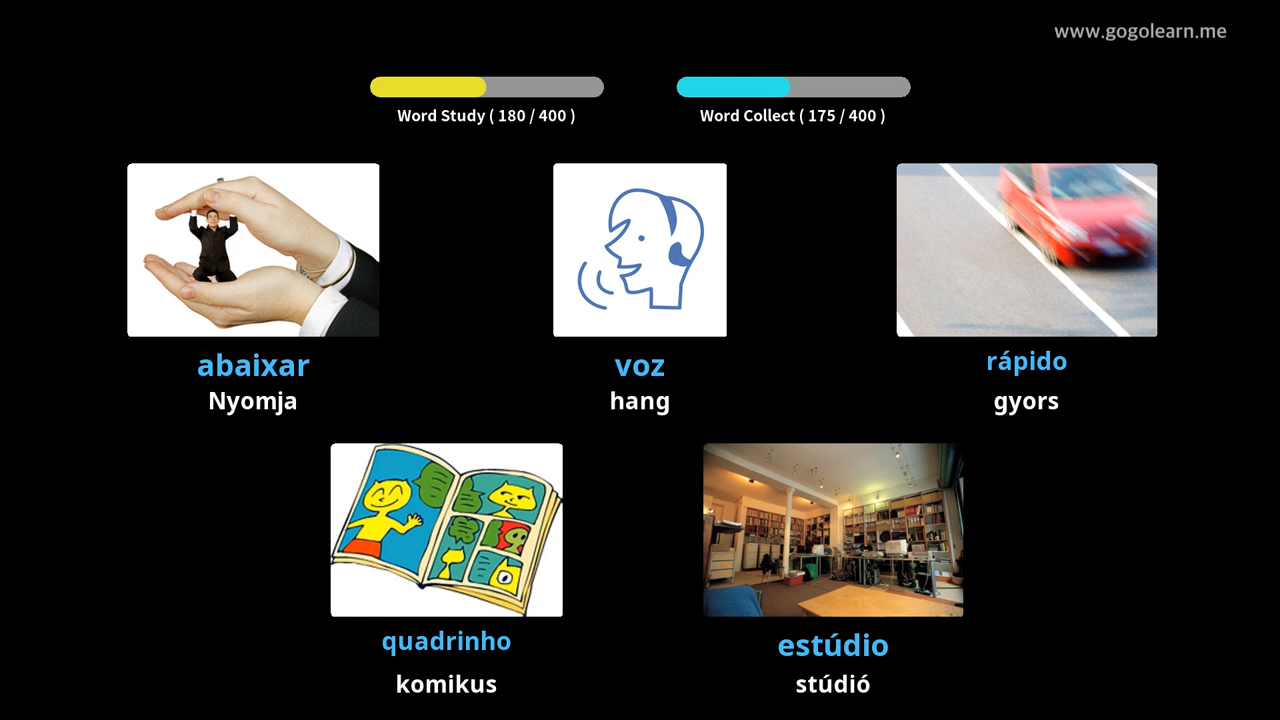 www.gogolearn.me
Word Study ( 180 / 400 )
Word Collect ( 175 / 400 )
abaixar
Nyomja
voz
hang
rápido
gyors
quadrinho
komikus
estúdio
stúdió